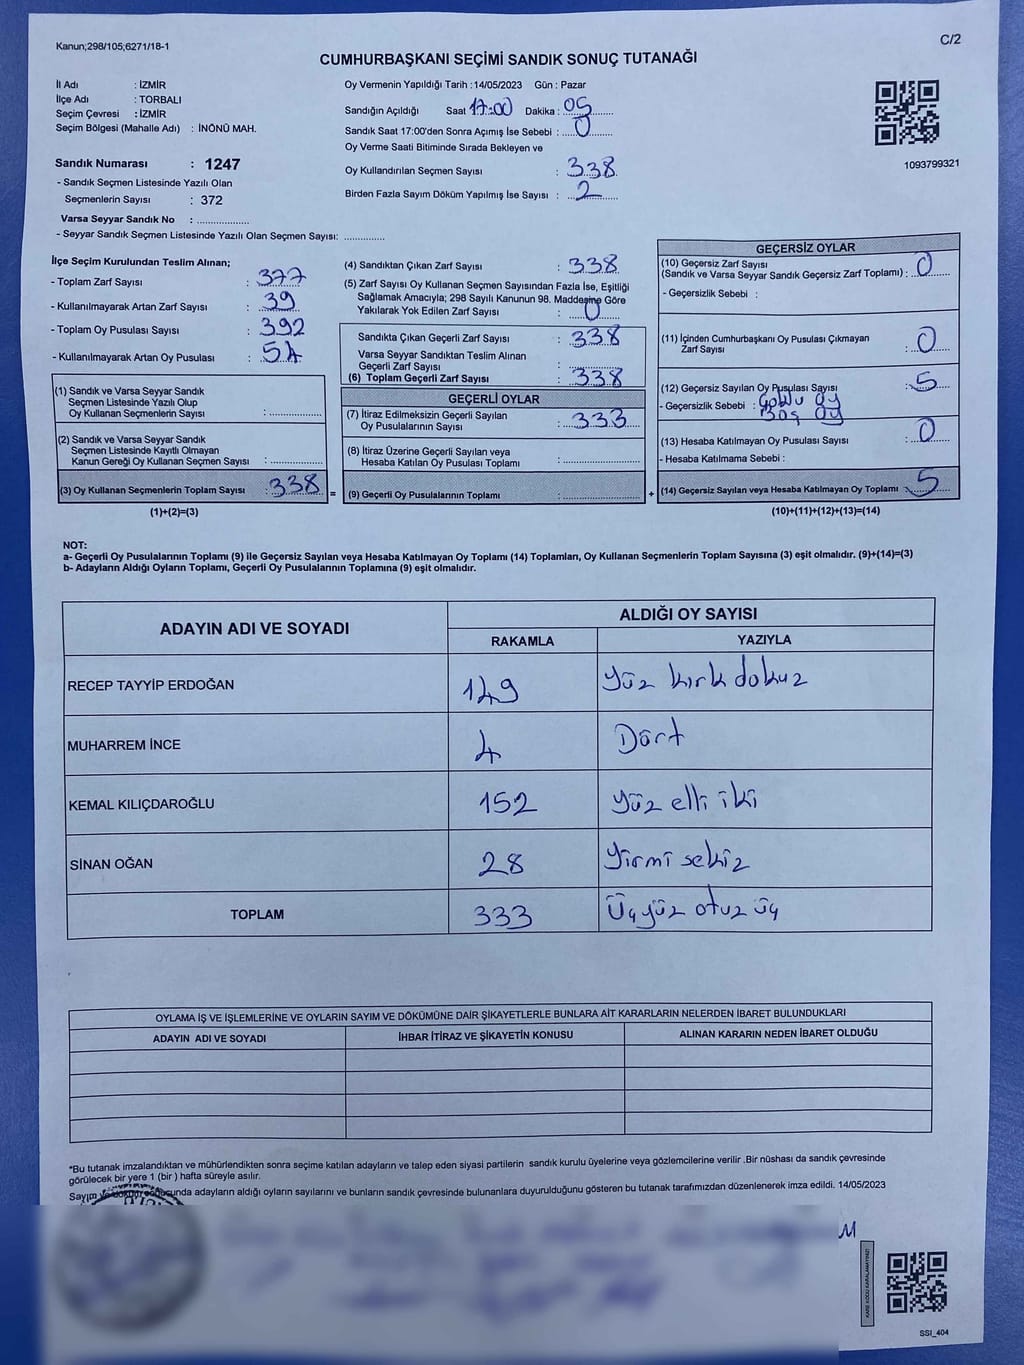 Kanun;298/105;6271/18-1
C/2
CUMHURBAŞKANI SEÇİMİ SANDIK SONUÇ TUTANAĞI
İl Adı : İZMİR
İlçe Adı : TORBALI
Seçim Çevresi : İZMİR
Seçim Bölgesi (Mahalle Adı) : İNÖNÜ MAH.
Sandık Numarası : 1247
- Sandık Seçmen Listesinde Yazılı Olan
Seçmenlerin Sayısı : 372
Varsa Seyyar Sandık No : ................
- Seyyar Sandık Seçmen Listesinde Yazılı Olan Seçmen Sayısı: ............
Oy Vermenin Yapıldığı Tarih : 14/05/2023 Gün : Pazar
Sandığın Açıldığı Saat 17:00 Dakika : 05
Sandık Saat 17:00'den Sonra Açımış İse Sebebi : 0
Oy Verme Saati Bitiminde Sırada Bekleyen ve
Oy Kullandırılan Seçmen Sayısı : 338
Birden Fazla Sayım Döküm Yapılmış İse Sayısı : 2
1093799321
İlçe Seçim Kurulundan Teslim Alınan;
- Toplam Zarf Sayısı : 377
- Kullanılmayarak Artan Zarf Sayısı : 39
- Toplam Oy Pusulası Sayısı : 392
- Kullanılmayarak Artan Oy Pusulası : 54
(1) Sandık ve Varsa Seyyar Sandık
Seçmen Listesinde Yazılı Olup
Oy Kullanan Seçmenlerin Sayısı : ................
(2) Sandık ve Varsa Seyyar Sandık
Seçmen Listesinde Kayıtlı Olmayan
Kanun Gereği Oy Kullanan Seçmen Sayısı : ................
(3) Oy Kullanan Seçmenlerin Toplam Sayısı : 338 =
(1)+(2)=(3)
(4) Sandıktan Çıkan Zarf Sayısı : 338
(5) Zarf Sayısı Oy Kullanan Seçmen Sayısından Fazla İse, Eşitliği
Sağlamak Amacıyla; 298 Sayılı Kanunun 98. Maddesine Göre
Yakılarak Yok Edilen Zarf Sayısı : 0
Sandıkta Çıkan Geçerli Zarf Sayısı : 338
Varsa Seyyar Sandıktan Teslim Alınan
Geçerli Zarf Sayısı : ................
(6) Toplam Geçerli Zarf Sayısı : 338
GEÇERLİ OYLAR
(7) İtiraz Edilmeksizin Geçerli Sayılan
Oy Pusulalarının Sayısı : 333
(8) İtiraz Üzerine Geçerli Sayılan veya
Hesaba Katılan Oy Pusulası Toplamı : ................
(9) Geçerli Oy Pusulalarının Toplamı : ................ +
GEÇERSİZ OYLAR
(10) Geçersiz Zarf Sayısı
(Sandık ve Varsa Seyyar Sandık Geçersiz Zarf Toplamı) : 0
- Geçersizlik Sebebi :
(11) İçinden Cumhurbaşkanı Oy Pusulası Çıkmayan
Zarf Sayısı : 0
(12) Geçersiz Sayılan Oy Pusulası Sayısı : 5
- Geçersizlik Sebebi :
Boş oy
(13) Hesaba Katılmayan Oy Pusulası Sayısı : 0
- Hesaba Katılmama Sebebi :
(14) Geçersiz Sayılan veya Hesaba Katılmayan Oy Toplamı : 5
(10)+(11)+(12)+(13)=(14)
NOT:
a- Geçerli Oy Pusulalarının Toplamı (9) ile Geçersiz Sayılan veya Hesaba Katılmayan Oy Toplamı (14) Toplamları, Oy Kullanan Seçmenlerin Toplam Sayısına (3) eşit olmalıdır. (9)+(14)=(3)
b- Adayların Aldığı Oyların Toplamı, Geçerli Oy Pusulalarının Toplamına (9) eşit olmalıdır.
ADAYIN ADI VE SOYADI ALDIĞI OY SAYISI
RAKAMLA YAZIYLA
RECEP TAYYİP ERDOĞAN 149 Yüz kırk dokuz
MUHARREM İNCE 4 Dört
KEMAL KILIÇDAROĞLU 152 Yüz elli iki
SİNAN OĞAN 28 Yirmi sekiz
TOPLAM 333 Üçyüz otuz üç
OYLAMA İŞ VE İŞLEMLERİNE VE OYLARIN SAYIM VE DÖKÜMÜNE DAİR ŞİKAYETLERLE BUNLARA AİT KARARLARIN NELERDEN İBARET BULUNDUKLARI
ADAYIN ADI VE SOYADI İHBAR İTİRAZ VE ŞİKAYETİN KONUSU ALINAN KARARIN NEDEN İBARET OLDUĞU
*Bu tutanak imzalandıktan ve mühürlendikten sonra seçime katılan adayların ve talep eden siyasi partilerin sandık kurulu üyelerine veya gözlemcilerine verilir .Bir nüshası da sandık çevresinde
görülecek bir yere 1 (bir ) hafta süreyle asılır.
Sayım ve döküm sonucunda adayların aldığı oyların sayılarını ve bunların sandık çevresinde bulunanlara duyurulduğunu gösteren bu tutanak tarafımızdan düzenlenerek imza edildi. 14/05/2023
KARE KODU KARALAMAYINIZ!
SSI_404